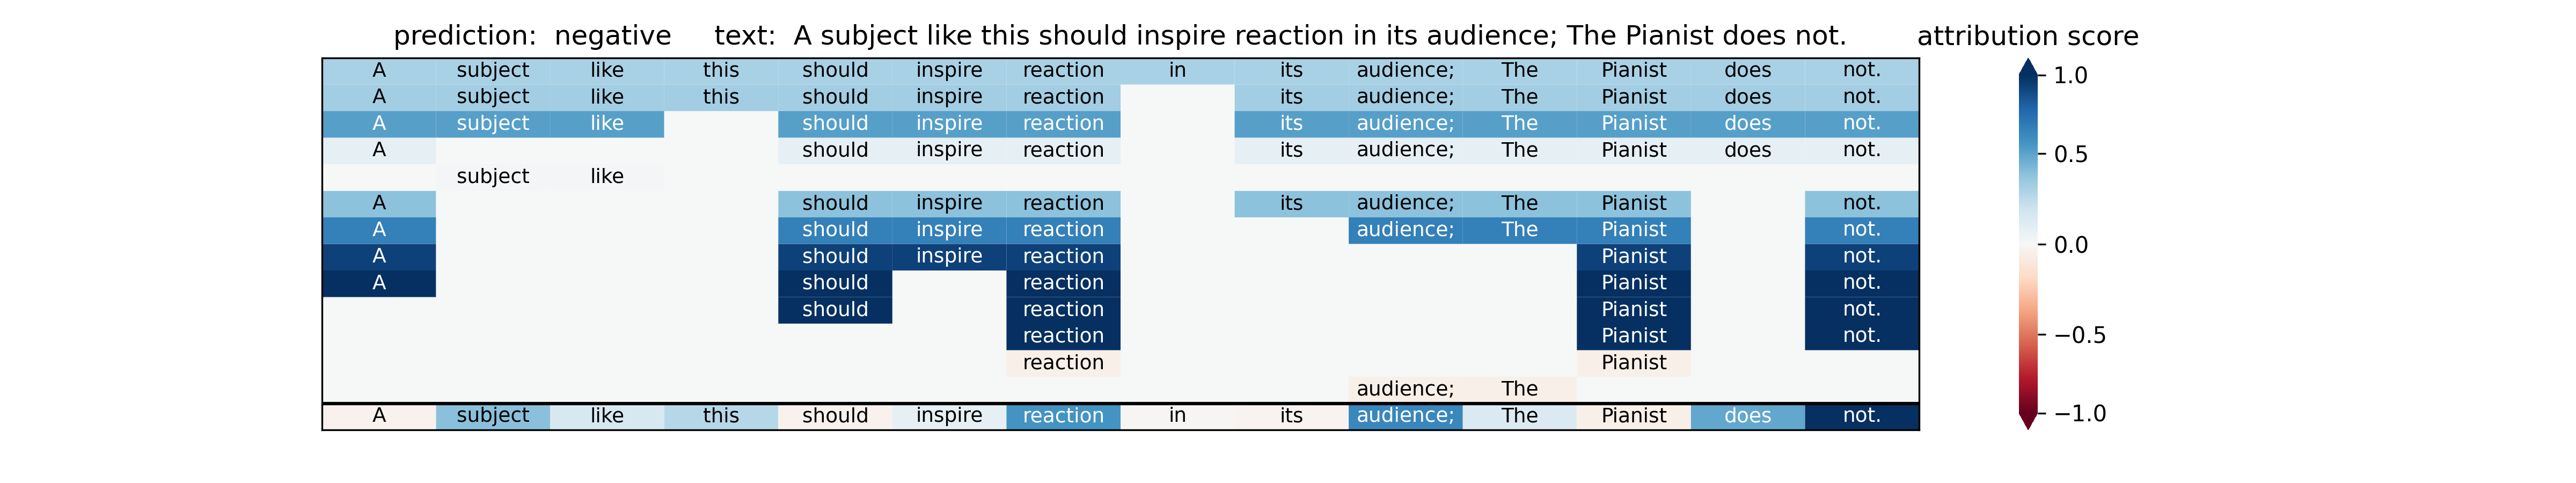 prediction: negative text: A subject like this should inspire reaction in its audience; The Pianist does not. attribution score
A subject like this should inspire reaction in its audience; The Pianist does not.
A subject like this should inspire reaction its audience; The Pianist does not.
A subject like should inspire reaction its audience; The Pianist does not.
A should inspire reaction its audience; The Pianist does not.
subject like
A should inspire reaction its audience; The Pianist not.
A should inspire reaction audience; The Pianist not.
A should inspire reaction Pianist not.
A should reaction Pianist not.
should reaction Pianist not.
reaction Pianist not.
reaction Pianist
audience; The
A subject like this should inspire reaction in its audience; The Pianist does not.
1.0
0.5
0.0
−0.5
−1.0